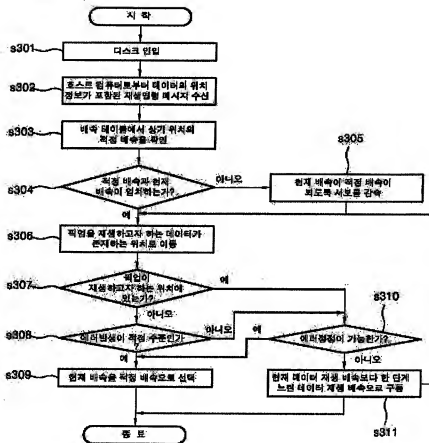 시 작
s301
디스크 인입
s302
호스트 컴퓨터로부터 데이터의 위치
정보가 포함된 재생명령 메시지 수신
s303
배속 테이블에서 상기 위치의
적정 배속을 확인
s305
s304
적정 배속과 현재
배속이 일치하는가?
아니오
현재 배속이 적정 배속이
되도록 서보를 감속
예
s306
픽업을 재생하고자 하는 데이터가
존재하는 위치로 이동
s307
픽업이
재생하고자 하는 위치에
있는가?
예
아니오
s310
s308
에러발생이 적정 수준인가
아니오
예
에러정정이 가능한가?
예
아니오
s309
현재 배속을 적정 배속으로 선택
현재 데이터 재생 배속보다 한 단계
느린 데이터 재생 배속으로 구동
s311
종 료